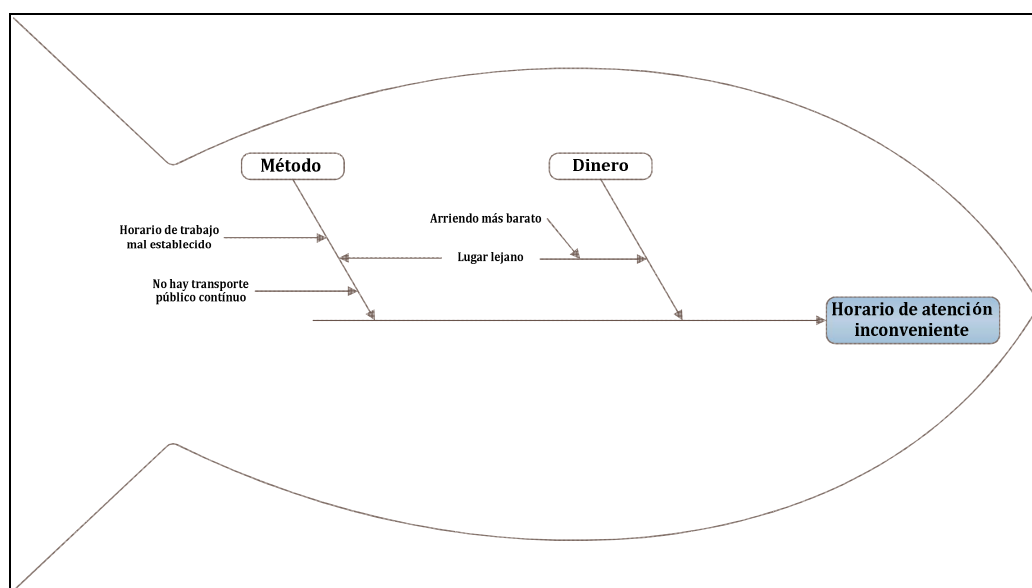 Método
Dinero
Horario de trabajo
mal establecido
Arriendo más barato
Lugar lejano
No hay transporte
público contínuo
Horario de atención
inconveniente